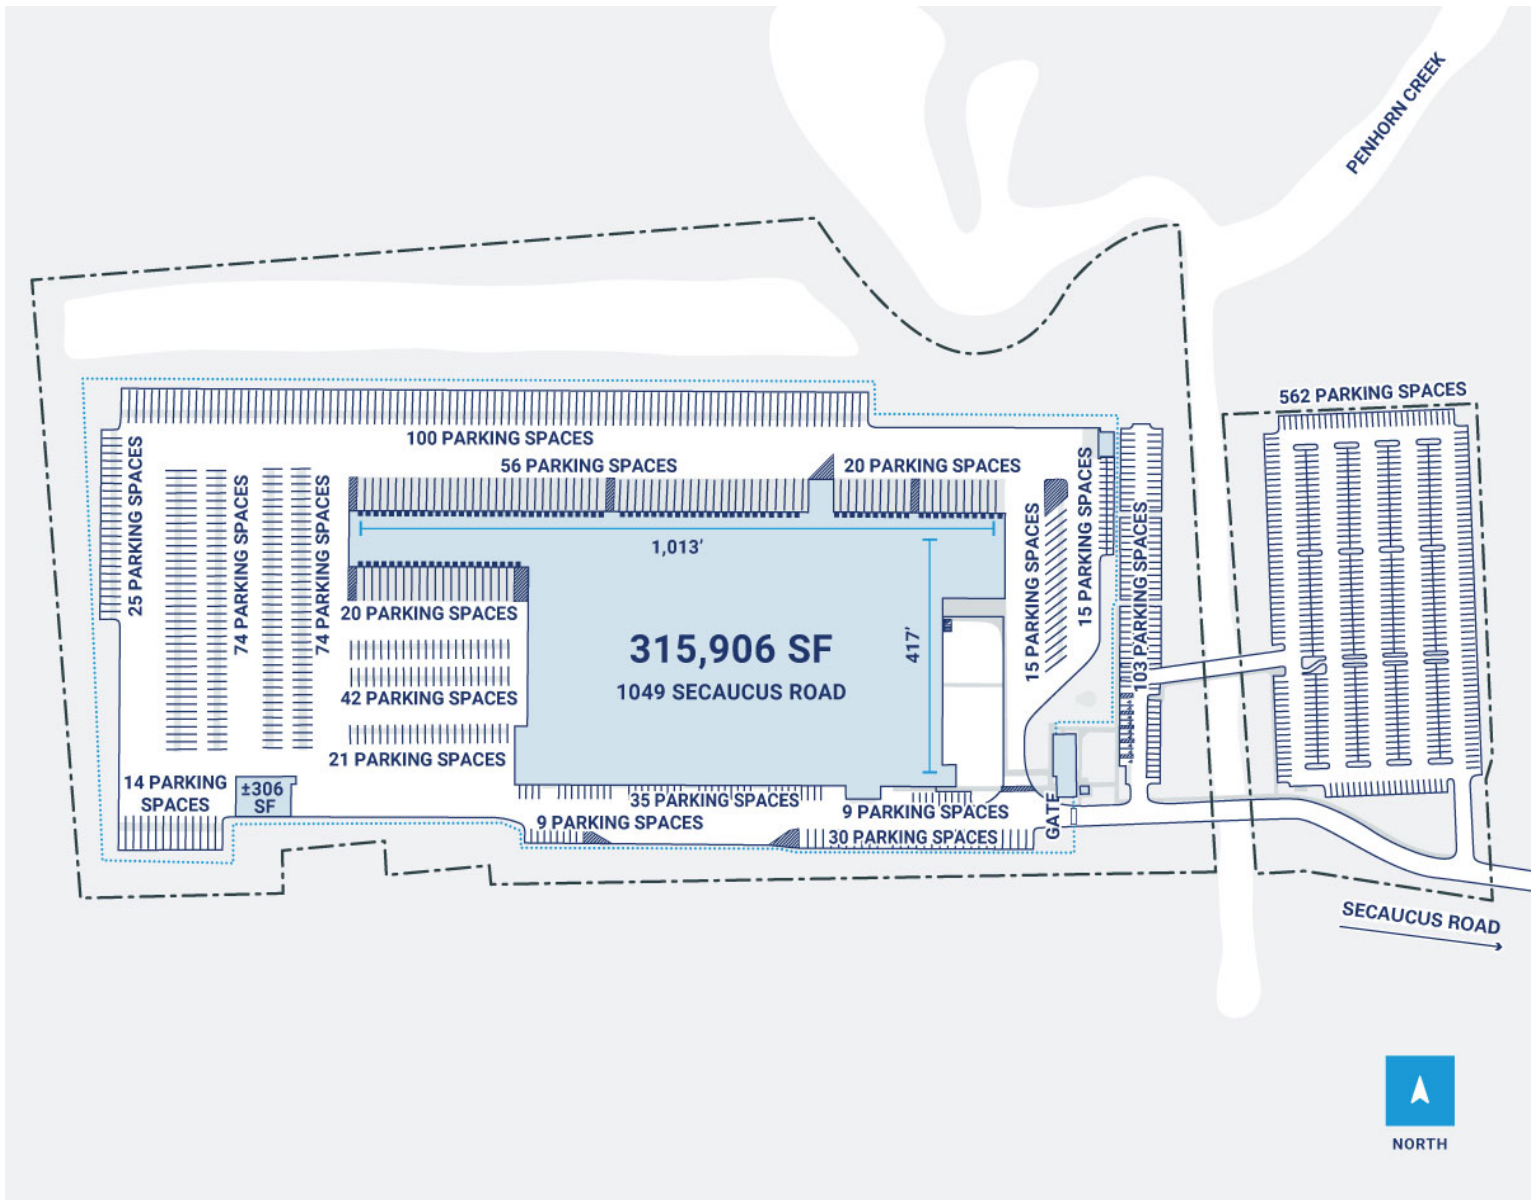 PENHORN CREEK
562 PARKING SPACES
100 PARKING SPACES
56 PARKING SPACES
20 PARKING SPACES
25 PARKING SPACES
74 PARKING SPACES
74 PARKING SPACES
15 PARKING SPACES
15 PARKING SPACES
103 PARKING SPACES
1,013’
20 PARKING SPACES
315,906 SF
417’
1049 SECAUCUS ROAD
42 PARKING SPACES
21 PARKING SPACES
14 PARKING
SPACES
±306
SF
35 PARKING SPACES
9 PARKING SPACES
9 PARKING SPACES
30 PARKING SPACES
GATE
SECAUCUS ROAD
NORTH